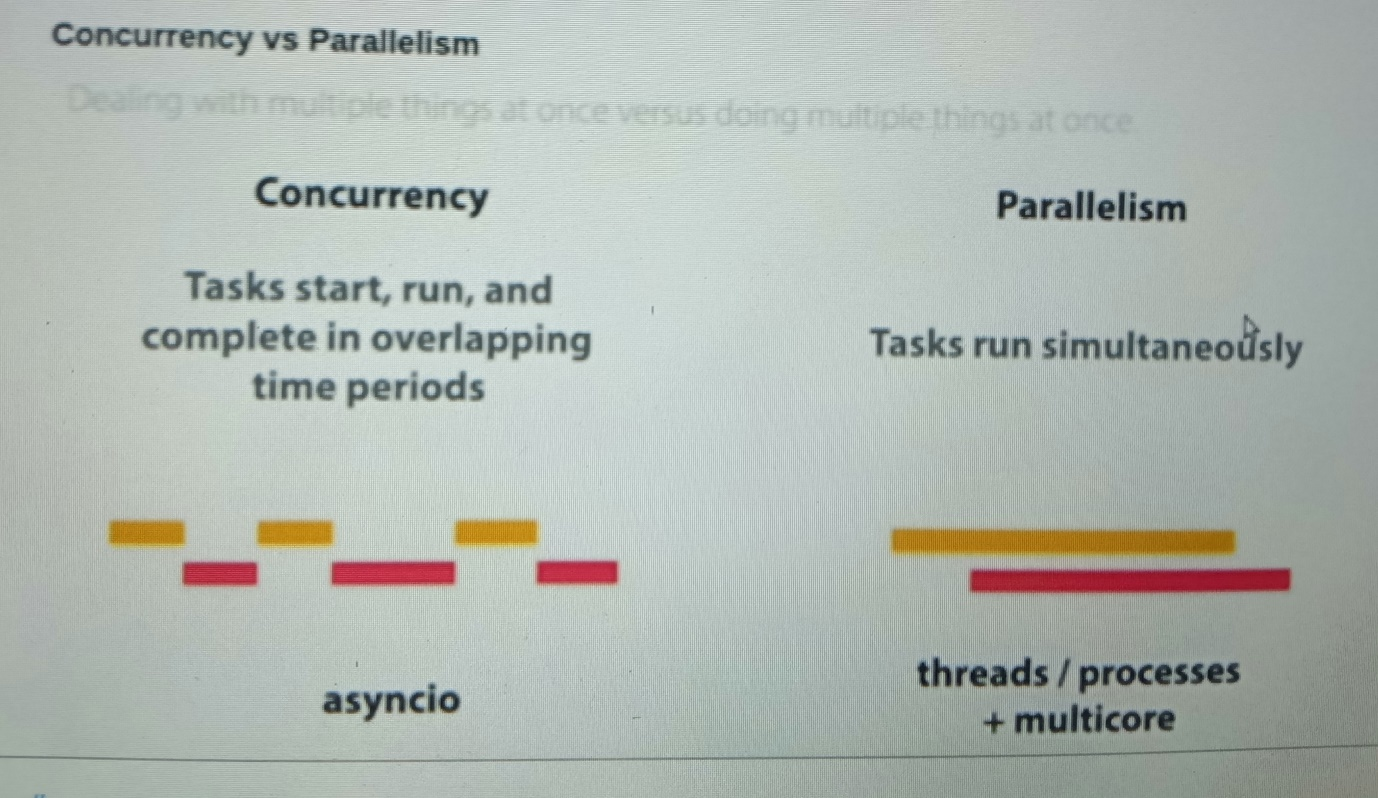 Concurrency vs Parallelism
Dealing with multiple things at once versus doing multiple things at once
Concurrency
Tasks start, run, and
complete in overlapping
time periods
asyncio
Parallelism
Tasks run simultaneously
threads / processes
+ multicore